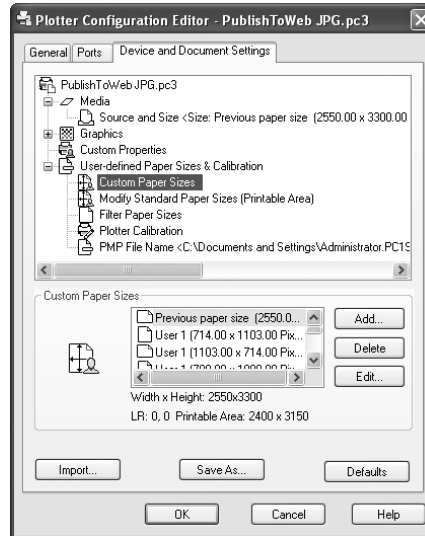 Plotter Configuration Editor - PublishToWeb JPG.pc3
General Ports Device and Document Settings
PublishToWeb JPG.pc3
Media
Source and Size <Size: Previous paper size (2550.00 x 3300.00
Graphics
Custom Properties
User-defined Paper Sizes & Calibration
Custom Paper Sizes
Modify Standard Paper Sizes (Printable Area)
Filter Paper Sizes
Plotter Calibration
PMP File Name <C:\Documents and Settings\Administrator.PC19
Custom Paper Sizes
Previous paper size (2550.0... Add...
User 1 (714.00 x 1103.00 Pix...
User 1 (1103.00 x 714.00 Pix... Delete
Edit...
Width x Height: 2550x3300
LR: 0, 0 Printable Area: 2400 x 3150
Import... Save As... Defaults
OK Cancel Help